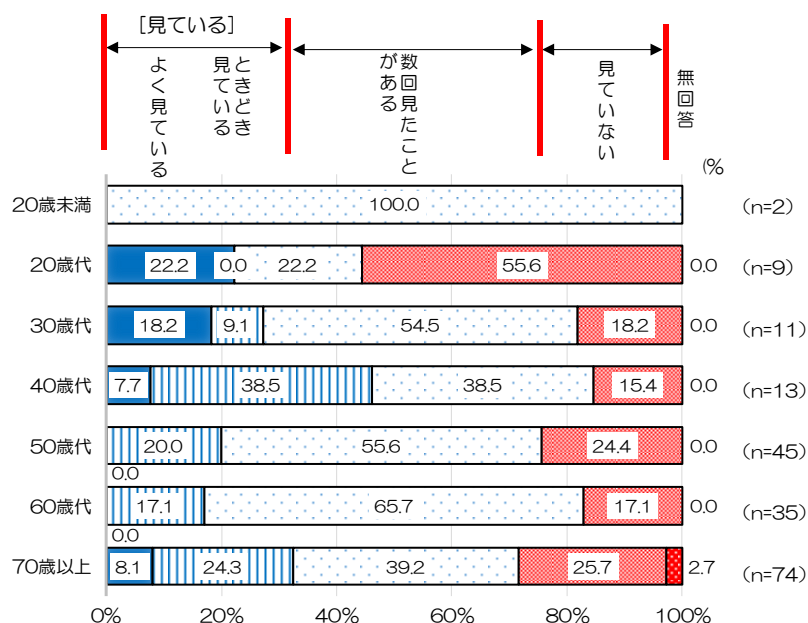 [見ている]
よく見ている
ときどき
見ている
数回見たこと
がある
見ていない
無回答
(%
20歳未満 100.0 (n=2)
20歳代 22.2 0.0 22.2 55.6 0.0 (n=9)
30歳代 18.2 9.1 54.5 18.2 0.0 (n=11)
40歳代 7.7 38.5 38.5 15.4 0.0 (n=13)
50歳代 20.0 55.6 24.4 0.0 (n=45)
0.0
60歳代 17.1 65.7 17.1 0.0 (n=35)
0.0
70歳以上 8.1 24.3 39.2 25.7 2.7 (n=74)
0% 20% 40% 60% 80% 100%